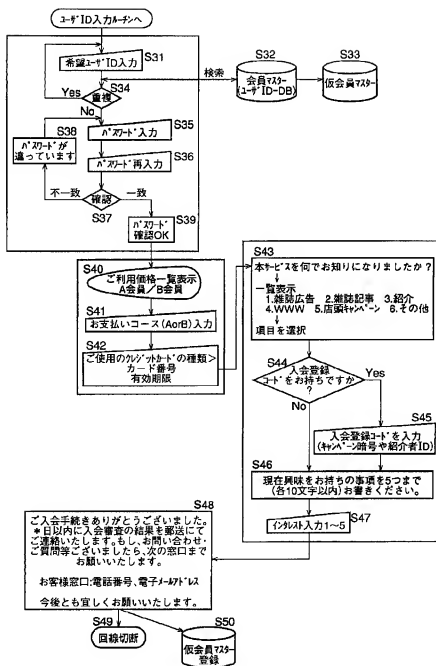 ユーザID入力ルーチンへ
S31
希望ユーザID入力
検索
S32
会員マスター
(ユーザID-DB)
S33
仮会員マスター
S34
Yes
重複
No
S35
パスワード入力
S36
パスワード再入力
S38
パスワードが
違っています
不一致
確認
一致
S37
S39
パスワード
確認OK
S40
ご利用価格一覧表示
A会員/B会員
S41
お支払いコース(AorB)入力
S42
ご使用のクレジットカードの種類>
カード番号
有効期限
S43
本サービスを何でお知りになりましたか?
一覧表示
1.雑誌広告 2.雑誌記事 3.紹介
4.WWW 5.店頭キャンペーン 6.その他
項目を選択
S44
入会登録
コードをお持ちですか
?
Yes
No
S45
入会登録コードを入力
(キャンペーン暗号や紹介者ID)
S46
現在興味をお持ちの事項を5つまで
(各10文字以内)お書きください。
S47
インタレスト入力1~5
S48
ご入会手続きありがとうございました。
*日以内に入会審査の結果を郵送にて
ご連絡いたします。もし、お問い合わせ・
ご質問等ございましたら、次の窓口まで
お願いいたします。
お客様窓口:電話番号、電子メールアドレス
今後とも宜しくお願いいたします。
S49
回線切断
S50
仮会員マスター
登録